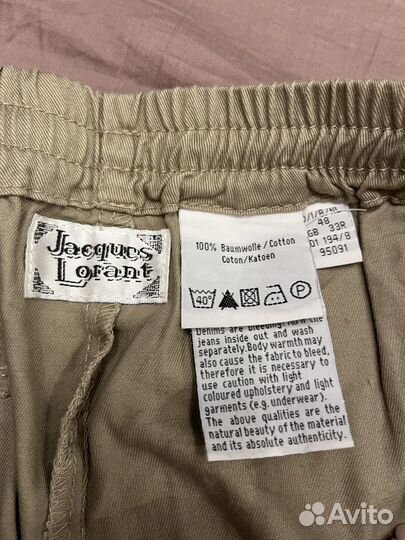 Jacques
Lorant
100% Baumwolle/Cotton
Coton/Katoen
40°
P
48
GB 33R
01 194/8
95091
Denims are bleeding. Turn the
jeans inside out and wash
separately. Body warmth may
also cause the fabric to bleed,
therefore it is necessary to
use caution with light
coloured upholstery and light
garments (e.g. underwear).
The above qualities are the
natural beauty of the material
and its absolute authenticity.
Avito